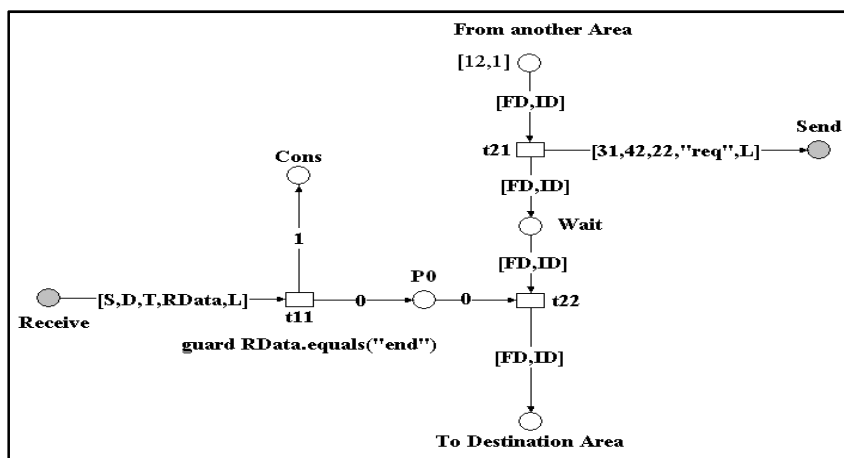 From another Area
[12,1]
[FD,ID]
Send
t21
[31,42,22,"req",L]
Cons
[FD,ID]
Wait
1
[FD,ID]
P0
[S,D,T,RData,L]
0
0
t22
Receive
t11
guard RData.equals("end")
[FD,ID]
To Destination Area